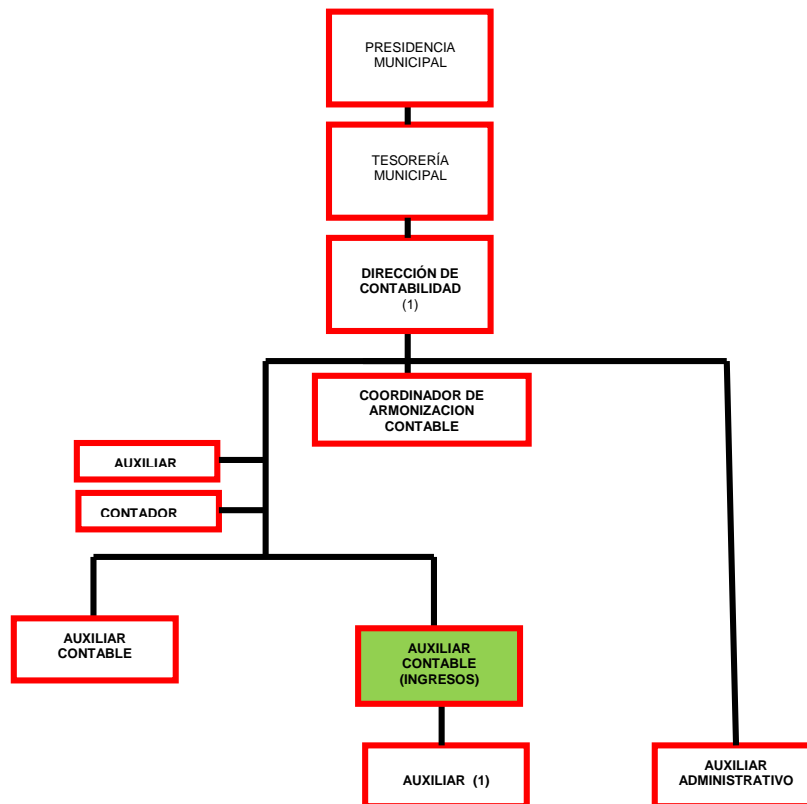 PRESIDENCIA
MUNICIPAL
TESORERÍA
MUNICIPAL
DIRECCIÓN DE
CONTABILIDAD
(1)
COORDINADOR DE
ARMONIZACION
CONTABLE
AUXILIAR
CONTADOR
AUXILIAR
CONTABLE
AUXILIAR
CONTABLE
(INGRESOS)
AUXILIAR (1)
AUXILIAR
ADMINISTRATIVO